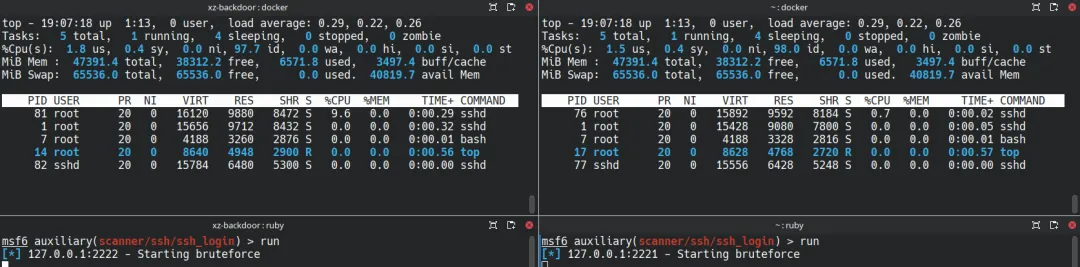 xz-backdoor : docker
top - 19:07:18 up  1:13,  0 user,  load average: 0.29, 0.22, 0.26
Tasks:   5 total,   1 running,   4 sleeping,   0 stopped,   0 zombie
%Cpu(s):  1.8 us,  0.4 sy,  0.0 ni, 97.7 id,  0.0 wa,  0.0 hi,  0.0 si,  0.0 st
MiB Mem :  47391.4 total,  38312.2 free,   6571.8 used,   3497.4 buff/cache
MiB Swap:  65536.0 total,  65536.0 free,      0.0 used.  40819.7 avail Mem
PID USER      PR  NI    VIRT    RES    SHR S  %CPU  %MEM     TIME+ COMMAND
81 root      20   0   16120   9880   8472 S   9.6   0.0   0:00.29 sshd
1 root      20   0   15656   9712   8432 S   0.0   0.0   0:00.32 sshd
7 root      20   0    4188   3260   2876 S   0.0   0.0   0:00.01 bash
14 root      20   0    8640   4948   2900 R   0.0   0.0   0:00.56 top
82 sshd      20   0   15784   6480   5300 S   0.0   0.0   0:00.00 sshd
xz-backdoor : ruby
msf6 auxiliary(scanner/ssh/ssh_login) > run
[*] 127.0.0.1:2222 - Starting bruteforce
~ : docker
top - 19:07:18 up  1:13,  0 user,  load average: 0.29, 0.22, 0.26
Tasks:   5 total,   1 running,   4 sleeping,   0 stopped,   0 zombie
%Cpu(s):  1.5 us,  0.4 sy,  0.0 ni, 98.0 id,  0.0 wa,  0.0 hi,  0.0 si,  0.0 st
MiB Mem :  47391.4 total,  38312.2 free,   6571.8 used,   3497.4 buff/cache
MiB Swap:  65536.0 total,  65536.0 free,      0.0 used.  40819.7 avail Mem
PID USER      PR  NI    VIRT    RES    SHR S  %CPU  %MEM     TIME+ COMMAND
76 root      20   0   15892   9592   8184 S   0.7   0.0   0:00.02 sshd
1 root      20   0   15428   9080   7800 S   0.0   0.0   0:00.05 sshd
7 root      20   0    4188   3328   2816 S   0.0   0.0   0:00.01 bash
17 root      20   0    8628   4768   2720 R   0.0   0.0   0:00.57 top
77 sshd      20   0   15556   6428   5248 S   0.0   0.0   0:00.00 sshd
~ : ruby
msf6 auxiliary(scanner/ssh/ssh_login) > run
[*] 127.0.0.1:2221 - Starting bruteforce